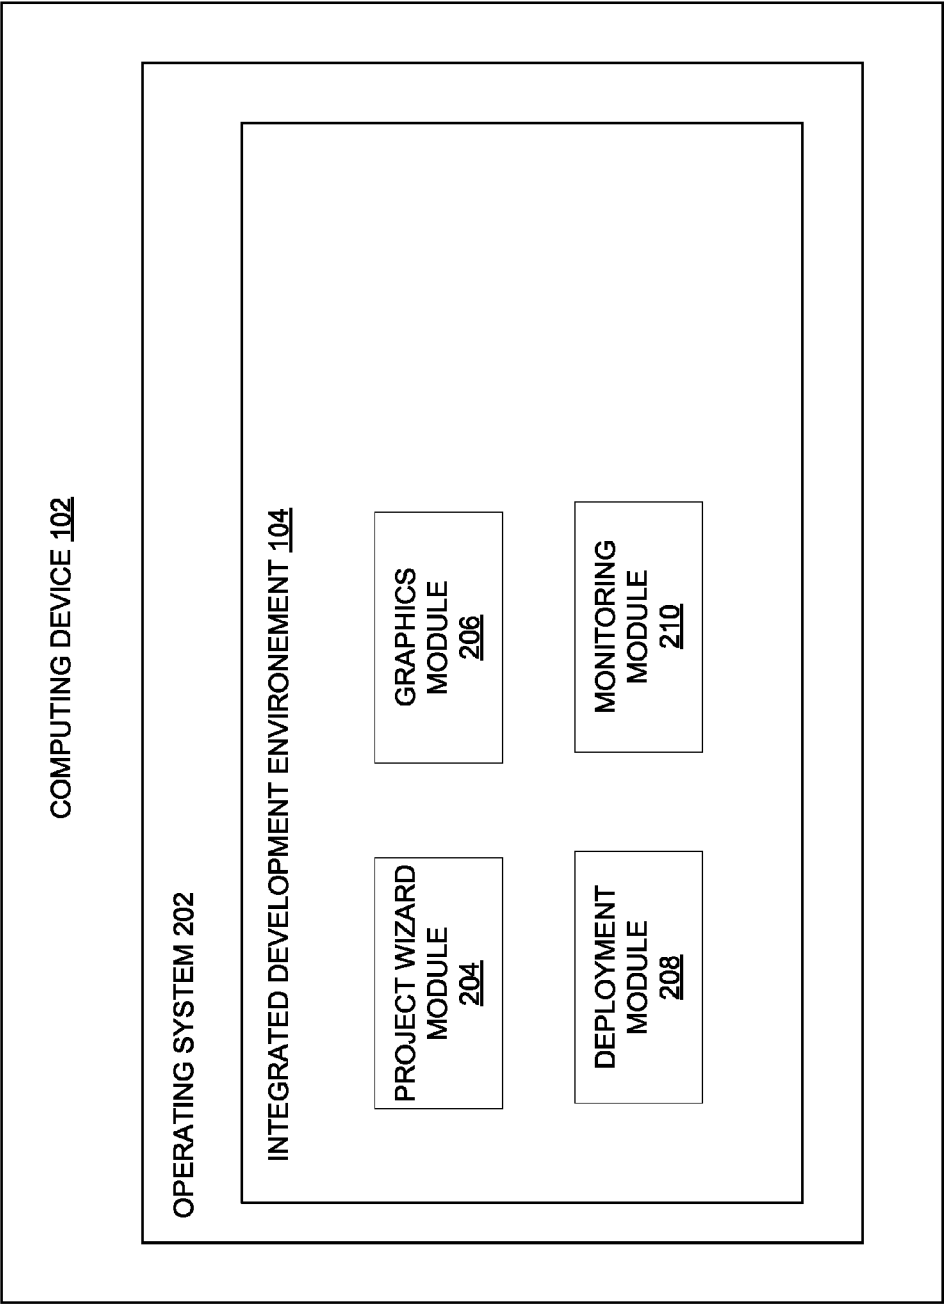 COMPUTING DEVICE 102
OPERATING SYSTEM 202
INTEGRATED DEVELOPMENT ENVIRONEMENT 104
PROJECT WIZARD
MODULE
204
GRAPHICS
MODULE
206
DEPLOYMENT
MODULE
208
MONITORING
MODULE
210